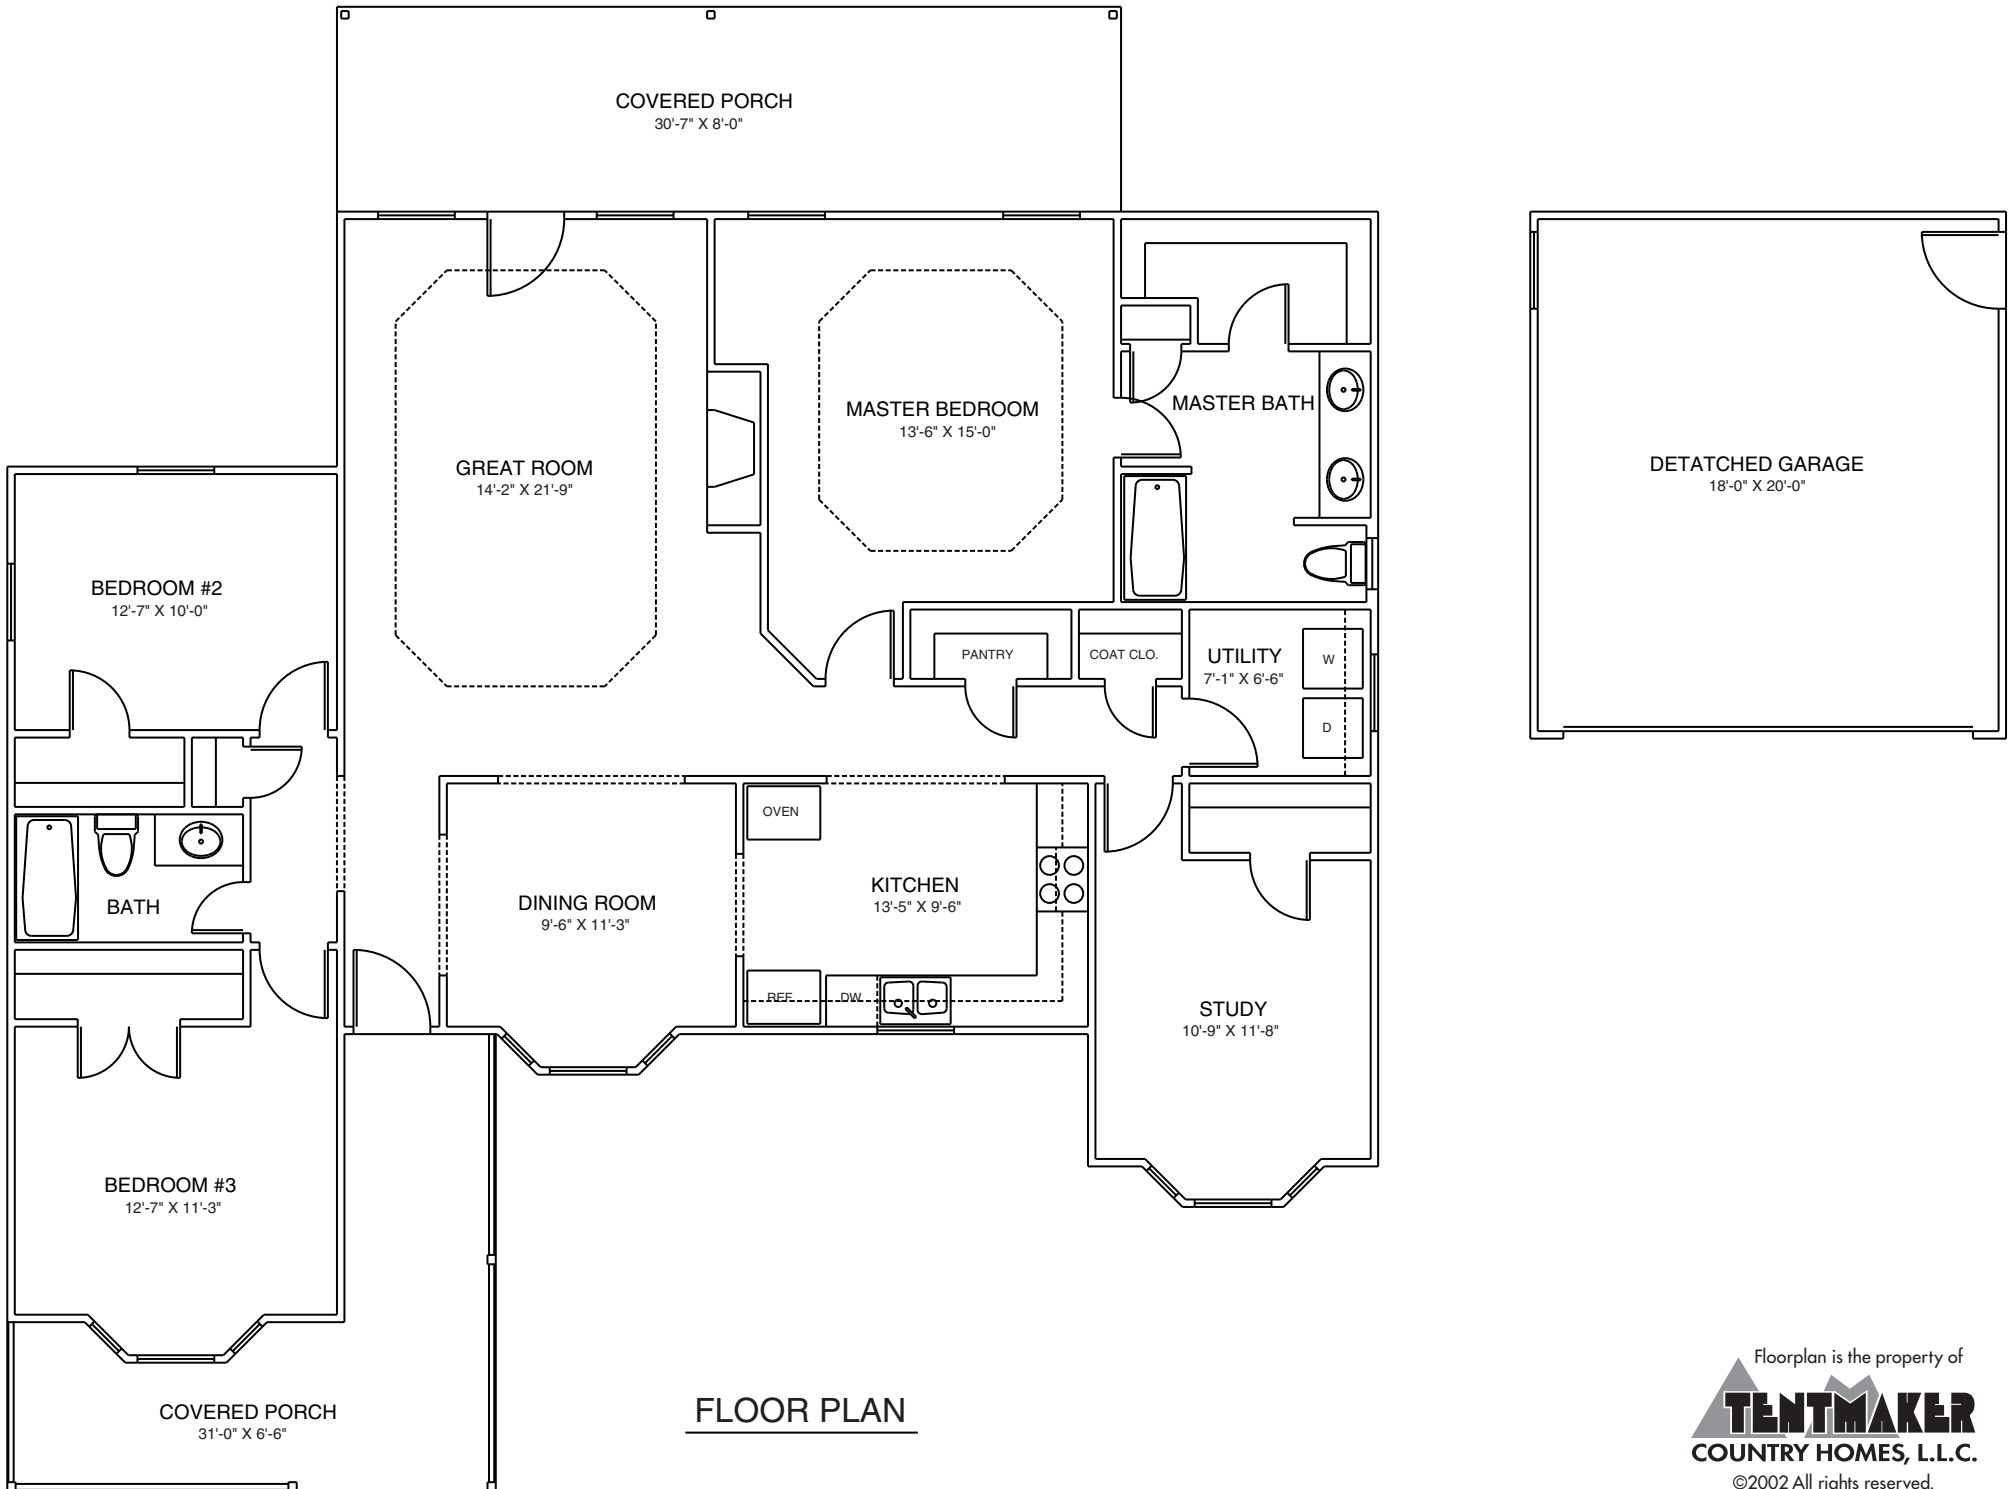 COVERED PORCH
30'-7" X 8'-0"
MASTER BEDROOM
13'-6" X 15'-0"
MASTER BATH
GREAT ROOM
14'-2" X 21'-9"
DETATCHED GARAGE
18'-0" X 20'-0"
BEDROOM #2
12'-7" X 10'-0"
PANTRY
COAT CLO.
UTILITY
7'-1" X 6'-6"
W
D
OVEN
BATH
DINING ROOM
9'-6" X 11'-3"
KITCHEN
13'-5" X 9'-6"
REF
DW
STUDY
10'-9" X 11'-8"
BEDROOM #3
12'-7" X 11'-3"
COVERED PORCH
31'-0" X 6'-6"
FLOOR PLAN
Floorplan is the property of
TENTMAKER
COUNTRY HOMES, L.L.C.
©2002 All rights reserved.